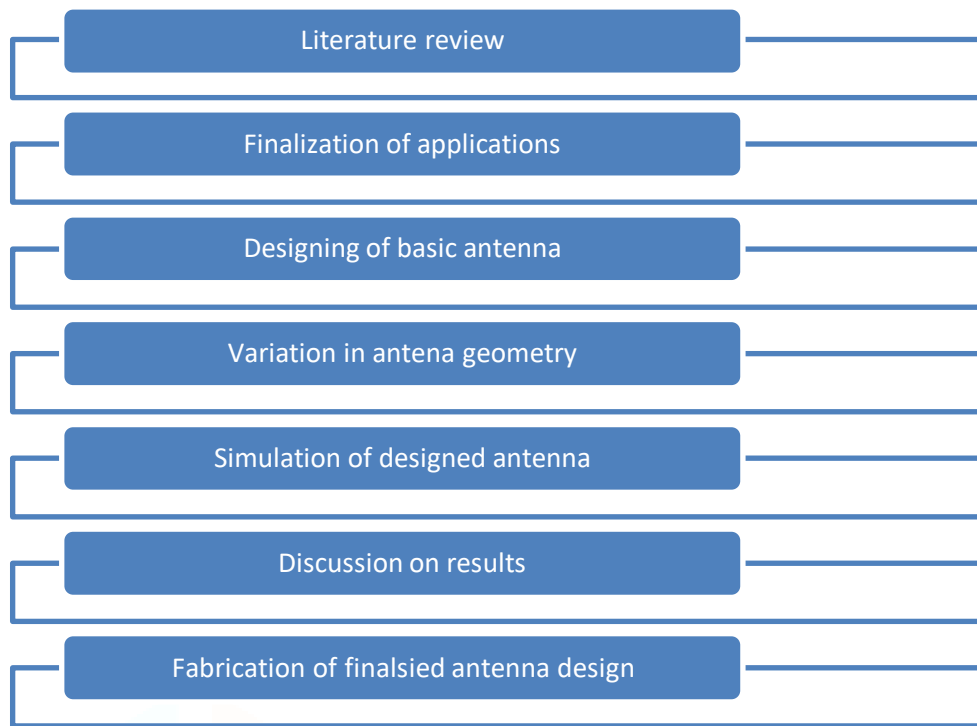 Literature review
Finalization of applications
Designing of basic antenna
Variation in antena geometry
Simulation of designed antenna
Discussion on results
Fabrication of finalsied antenna design